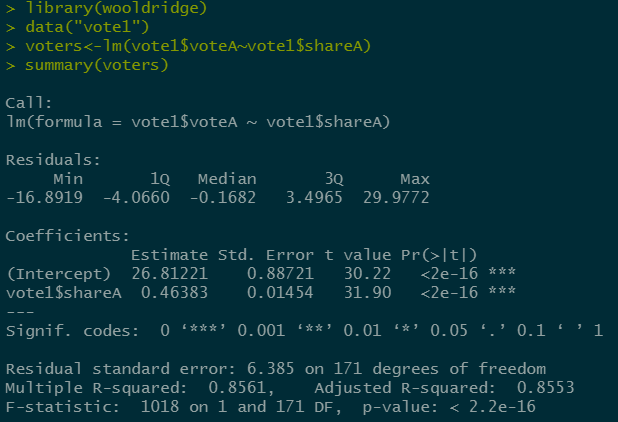 > library(wooldridge)
> data("vote1")
> voters<-lm(vote1$voteA~vote1$shareA)
> summary(voters)
Call:
lm(formula = vote1$voteA ~ vote1$shareA)
Residuals:
     Min       1Q   Median       3Q      Max
-16.8919  -4.0660  -0.1682   3.4965  29.9772
Coefficients:
             Estimate Std. Error t value Pr(>|t|)
(Intercept)  26.81221    0.88721   30.22   <2e-16 ***
vote1$shareA  0.46383    0.01454   31.90   <2e-16 ***
---
Signif. codes:  0 ‘***’ 0.001 ‘**’ 0.01 ‘*’ 0.05 ‘.’ 0.1 ‘ ’ 1
Residual standard error: 6.385 on 171 degrees of freedom
Multiple R-squared:  0.8561,	Adjusted R-squared:  0.8553
F-statistic:  1018 on 1 and 171 DF,  p-value: < 2.2e-16